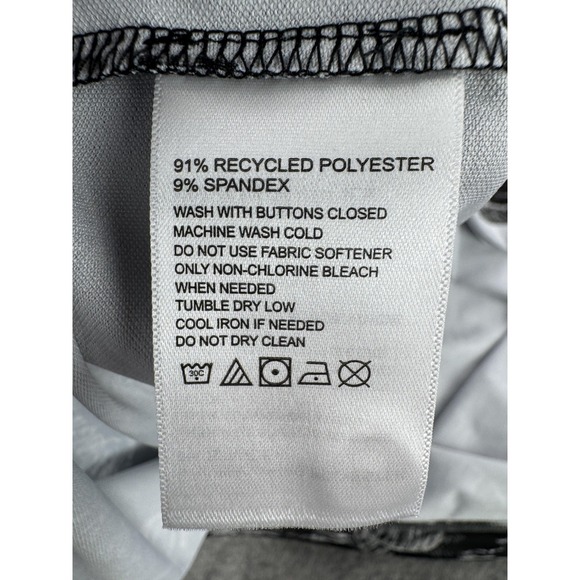 91% RECYCLED POLYESTER
9% SPANDEX
WASH WITH BUTTONS CLOSED
MACHINE WASH COLD
DO NOT USE FABRIC SOFTENER
ONLY NON-CHLORINE BLEACH
WHEN NEEDED
TUMBLE DRY LOW
COOL IRON IF NEEDED
DO NOT DRY CLEAN
30C